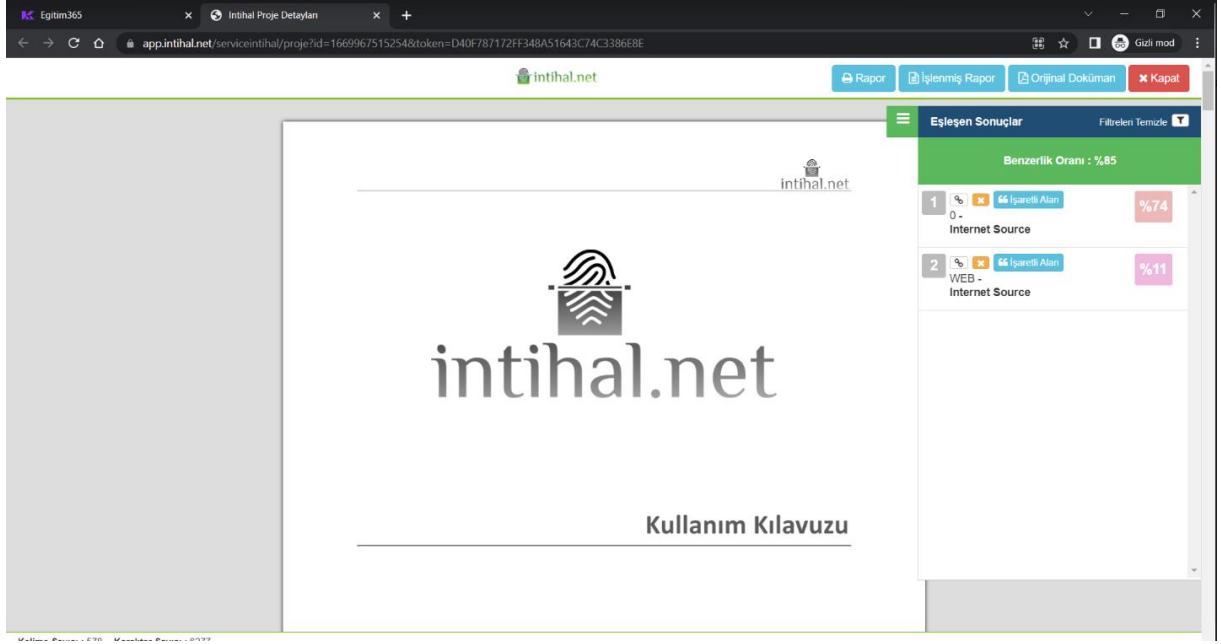 Egitim365
Intihal Proje Detayları
app.intihal.net/serviceintihal/proje?id=1669967515254&token=D40F787172FF348A51643C74C3386E8E
Gizli mod
intihal.net
Rapor
İşlenmiş Rapor
Orijinal Doküman
Kapat
Eşleşen Sonuçlar
Filtreleri Temizle
Benzerlik Oranı : %85
intihal.net
1
İşaretli Alan
%74
0 -
Internet Source
2
İşaretli Alan
%11
WEB -
Internet Source
intihal.net
Kullanım Kılavuzu